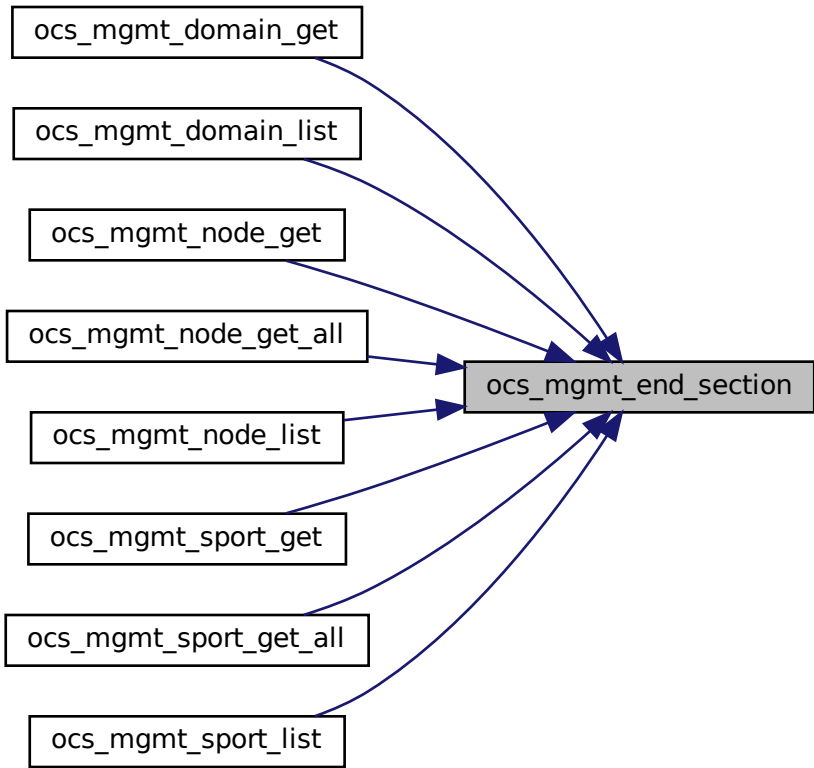 ocs_mgmt_domain_get
ocs_mgmt_domain_list
ocs_mgmt_node_get
ocs_mgmt_node_get_all
ocs_mgmt_end_section
ocs_mgmt_node_list
ocs_mgmt_sport_get
ocs_mgmt_sport_get_all
ocs_mgmt_sport_list